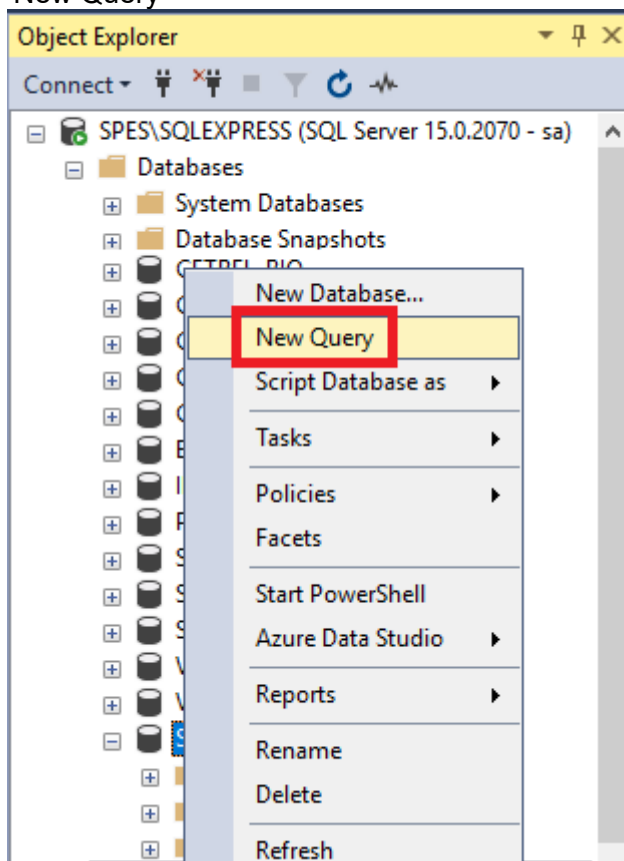 New Query
Object Explorer
Connect
SPES\SQLEXPRESS (SQL Server 15.0.2070 - sa)
Databases
System Databases
Database Snapshots
New Database...
New Query
Script Database as
Tasks
Policies
Facets
Start PowerShell
Azure Data Studio
Reports
Rename
Delete
Refresh